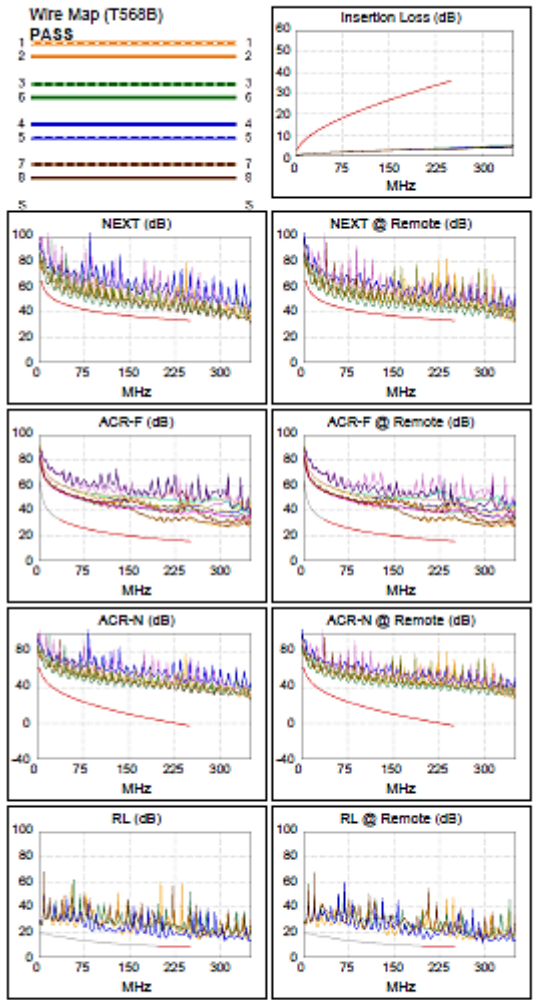 Wire Map (T568B)
PASS
1 1
2 2
3 3
6 6
4 4
5 5
7 7
8 8
S S
Insertion Loss (dB)
60
50
40
30
20
10
0
0 75 150 225 300
MHz
NEXT (dB)
100
80
60
40
20
0
0 75 150 225 300
MHz
NEXT @ Remote (dB)
100
80
60
40
20
0
0 75 150 225 300
MHz
ACR-F (dB)
100
80
60
40
20
0
0 75 150 225 300
MHz
ACR-F @ Remote (dB)
100
80
60
40
20
0
0 75 150 225 300
MHz
ACR-N (dB)
80
40
0
-40
0 75 150 225 300
MHz
ACR-N @ Remote (dB)
80
40
0
-40
0 75 150 225 300
MHz
RL (dB)
100
80
60
40
20
0
0 75 150 225 300
MHz
RL @ Remote (dB)
100
80
60
40
20
0
0 75 150 225 300
MHz